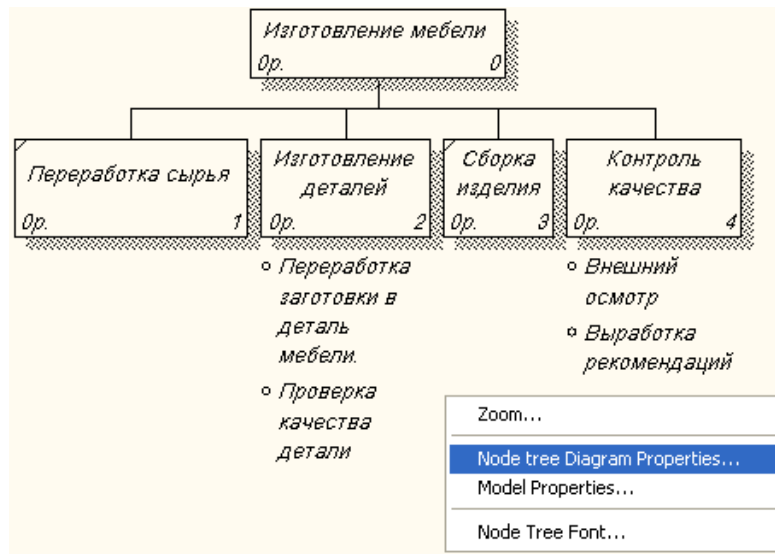 Изготовление мебели
0р. 0
Переработка сырья
0р. 1
Изготовление
деталей
0р. 2
Сборка
изделия
0р. 3
Контроль
качества
0р. 4
Переработка
заготовки в
деталь
мебели.
Проверка
качества
детали
Внешний
осмотр
Выработка
рекомендаций
Zoom...
Node tree Diagram Properties...
Model Properties...
Node Tree Font...